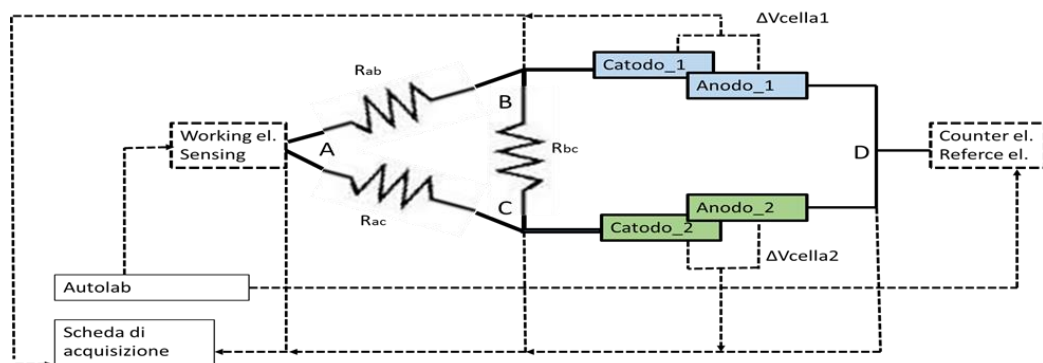 ΔVcella1
Catodo_1
Anodo_1
Rab
B
Working el.
Sensing
A
Rbc
D
Counter el.
Referce el.
Rac
C
Anodo_2
Catodo_2
ΔVcella2
Autolab
Scheda di
acquisizione